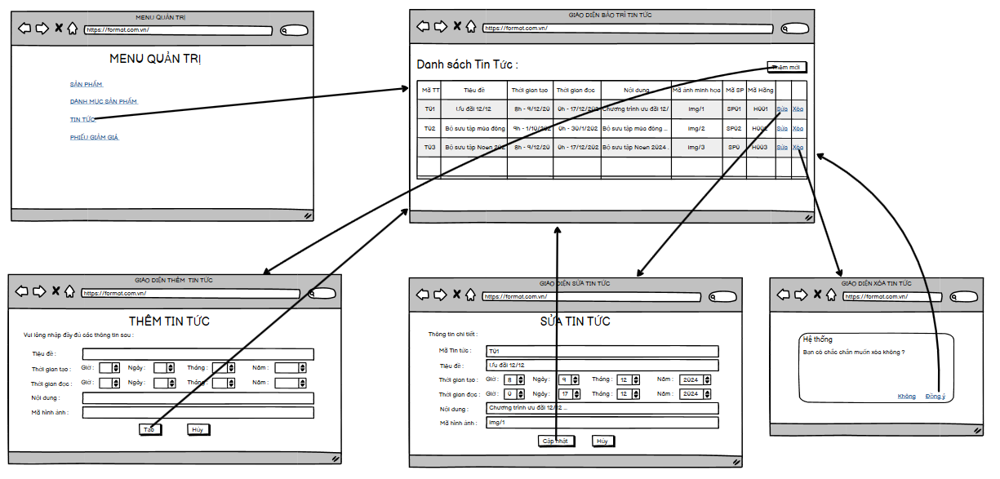 MENU QUẢN TRỊ
https://format.com.vn/
MENU QUẢN TRỊ
SẢN PHẨM
DANH MỤC SẢN PHẨM
TIN TỨC
PHIẾU GIẢM GIÁ
GIAO DIỆN BẢO TRÌ TIN TỨC
https://format.com.vn/
Danh sách Tin Tức :
Thêm mới
Mã TT Tiêu đề Thời gian tạo Thời gian đọc Nội dung Mã ảnh minh họa Mã SP Mã Hãng
T01 Ưu đãi 12/12 8h - 9/12/20 0h - 17/12/202 Chương trình ưu đãi 12/ img/1 SP01 H001 Sửa Xóa
T02 Bộ sưu tập mùa đông 9h - 1/10/202 0h - 30/1/202 Bộ sưu tập mùa đông ... img/2 SP02 H002 Sửa Xóa
T03 Bộ sưu tập Noen 202 8h - 9/12/20 0h - 17/12/202 Bộ sưu tập Noen 2024 . img/3 SP0 H003 Sửa Xóa
GIAO DIỆN THÊM TIN TỨC
https://format.com.vn/
THÊM TIN TỨC
Vui lòng nhập đầy đủ các thông tin sau :
Tiêu đề :
Thời gian tạo : Giờ : Ngày : Tháng : Năm :
Thời gian đọc : Giờ : Ngày : Tháng : Năm :
Nội dung :
Mã hình ảnh :
Tạo Hủy
GIAO DIỆN SỬA TIN TỨC
https://format.com.vn/
SỬA TIN TỨC
Thông tin chi tiết :
Mã Tin tức : T01
Tiêu đề : Ưu đãi 12/12
Thời gian tạo : Giờ : 8 Ngày : 9 Tháng : 12 Năm : 2024
Thời gian đọc : Giờ : 0 Ngày : 17 Tháng : 12 Năm : 2024
Nội dung : Chương trình ưu đãi 12/12 ...
Mã hình ảnh : img/1
Cập nhật Hủy
GIAO DIỆN XÓA TIN TỨC
https://format.com.vn/
Hệ thống
Bạn có chắc chắn muốn xóa không ?
Không Đồng ý